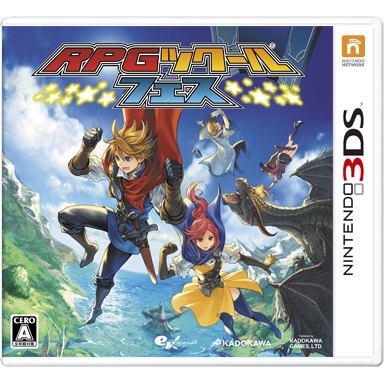 RPGツクール
フェス
NINTENDO
NETWORK
NINTENDO 3DS
CERO
A
KADOKAWA
KADOKAWA
GAMES, LTD.